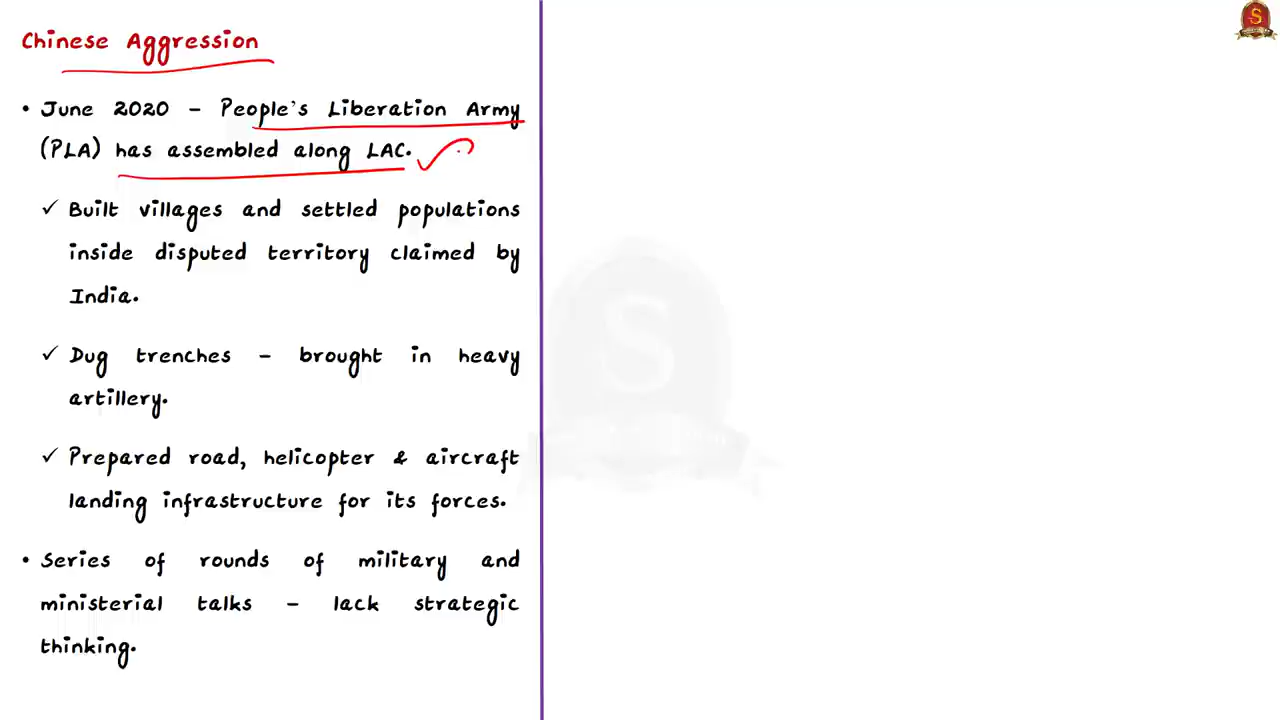 Chinese Aggression
• June 2020 – People's Liberation Army
(PLA) has assembled along LAC.
✓ Built villages and settled populations
inside disputed territory claimed by
India.
✓ Dug trenches – brought in heavy
artillery.
✓ Prepared road, helicopter & aircraft
landing infrastructure for its forces.
• Series of rounds of military and
ministerial talks – lack strategic
thinking.
S
S